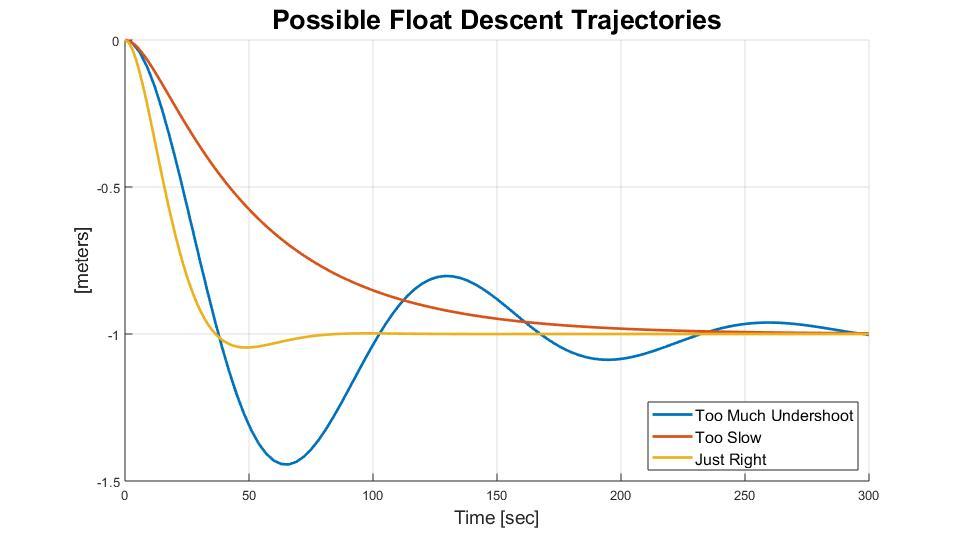 Possible Float Descent Trajectories
0
-0.5
-1
-1.5
[meters]
0 50 100 150 200 250 300
Time [sec]
Too Much Undershoot
Too Slow
Just Right